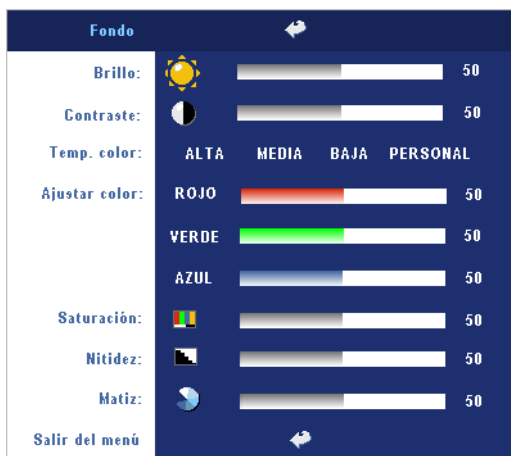 Fondo
Brillo: 50
Contraste: 50
Temp. color: ALTA MEDIA BAJA PERSONAL
Ajustar color: ROJO 50
VERDE 50
AZUL 50
Saturación: 50
Nitidez: 50
Matiz: 50
Salir del menú